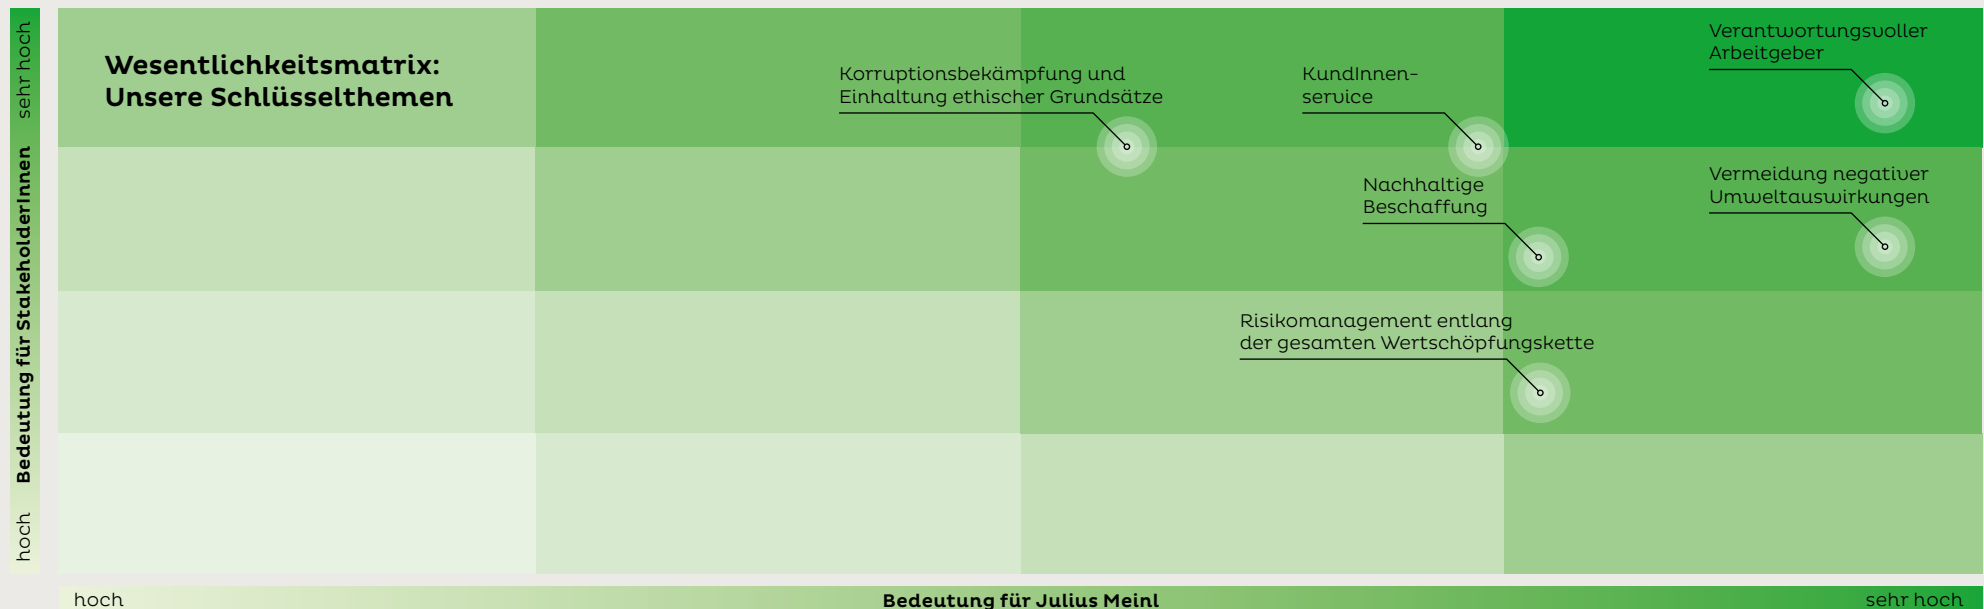 Wesentlichkeitsmatrix:
Unsere Schlüsselthemen
Korruptionsbekämpfung und
Einhaltung ethischer Grundsätze
KundInnen-
service
Verantwortungsvoller
Arbeitgeber
Nachhaltige
Beschaffung
Vermeidung negativer
Umweltauswirkungen
Risikomanagement entlang
der gesamten Wertschöpfungskette
sehr hoch
Bedeutung für StakeholderInnen
hoch
hoch
Bedeutung für Julius Meinl
sehr hoch